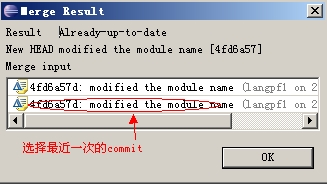 Merge Result
Result Already-up-to-date
New HEAD modified the module name [4fd6a57]
Merge input
4fd6a57d: modified the module name (langpf1 on 2
4fd6a57d: modified the module name (langpf1 on 2
选择最近一次的commit
OK